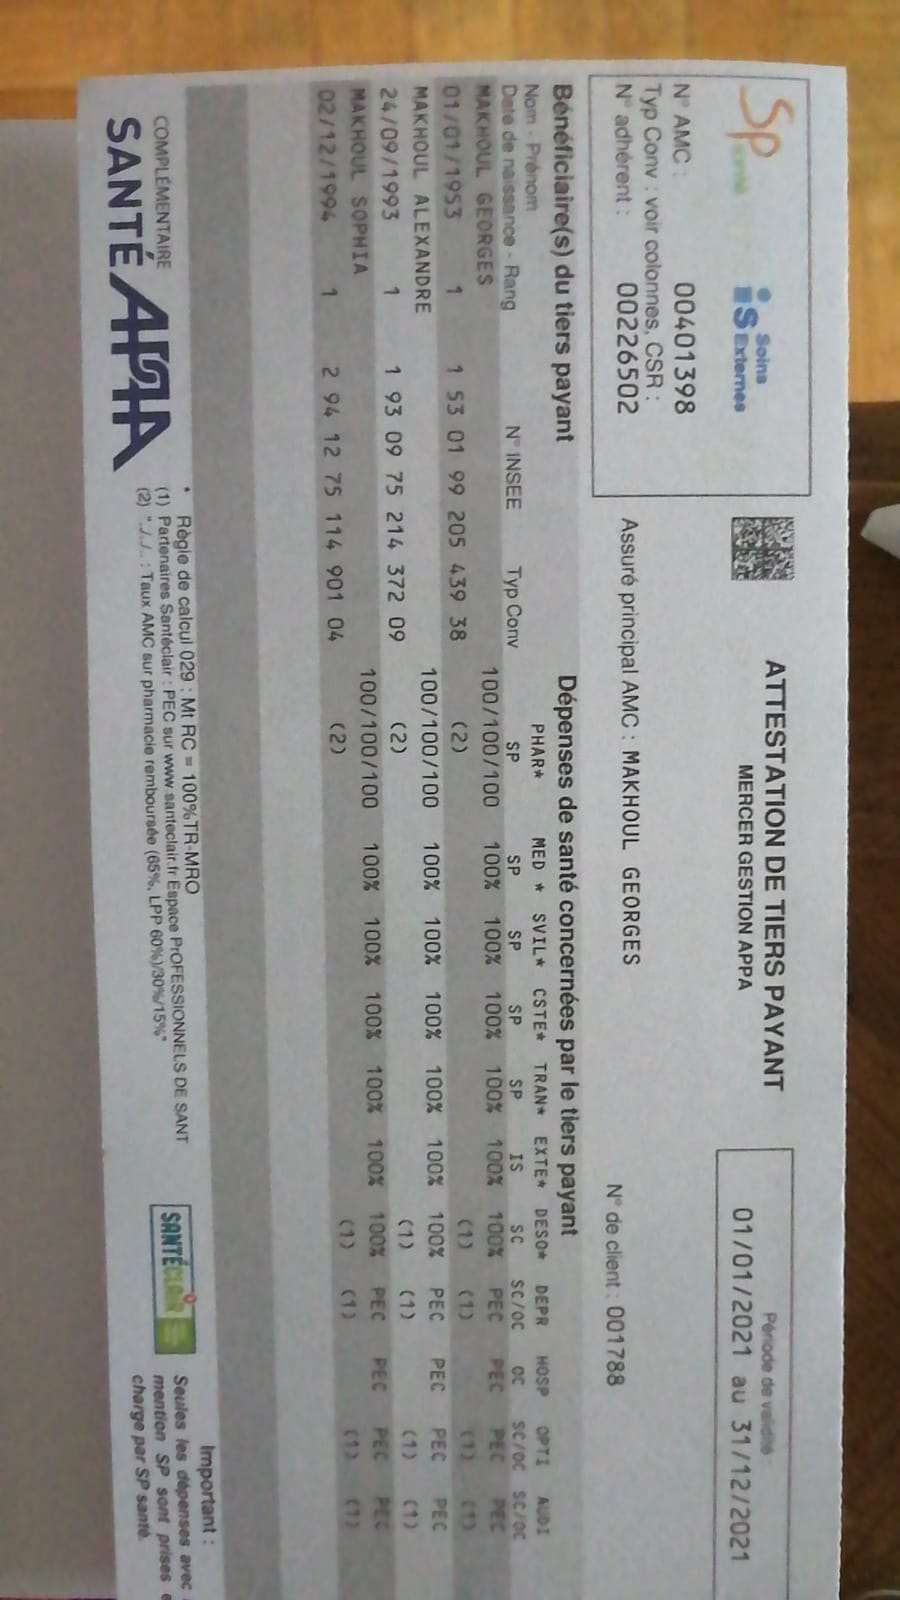 Sp santé
is Soins Externes
N° AMC : 00401398
Typ Conv : voir colonnes, CSR :
N° adhérent : 00226502
ATTESTATION DE TIERS PAYANT
MERCER GESTION APPA
Assuré principal AMC : MAKHOUL GEORGES
Période de validité :
01/01/2021 au 31/12/2021
N° de client : 001788
Bénéficiaire(s) du tiers payant
Dépenses de santé concernées par le tiers payant
Nom - Prénom PHAR* MED * SVIL* CSTE* TRAN* EXTE* DESO* DEPR HOSP OPTI AUDI
Date de naissance - Rang N° INSEE Typ Conv SP SP SP SP SP IS SC SC/OC OC SC/OC SC/OC
MAKHOUL GEORGES 100/100/100 100% 100% 100% 100% 100% 100% PEC PEC PEC PEC
01/01/1953 1 1 53 01 99 205 439 38 (2) (1) (1) (1) (1)
MAKHOUL ALEXANDRE 100/100/100 100% 100% 100% 100% 100% 100% PEC PEC PEC PEC
24/09/1993 1 1 93 09 75 214 372 09 (2) (1) (1) (1) (1)
MAKHOUL SOPHIA 100/100/100 100% 100% 100% 100% 100% 100% PEC PEC PEC PEC
02/12/1994 1 2 94 12 75 114 901 04 (2) (1) (1) (1) (1)
COMPLÉMENTAIRE
SANTÉ APPA
* Règle de calcul 029 : Mt RC = 100%TR-MRO
(1) Partenaires Santéclair : PEC sur www.santeclair.fr Espace PrOFESSIONNELS DE SANT
(2) "../../.. : Taux AMC sur pharmacie remboursée (65%, LPP 60%)/30%/15%"
SANTÉCLAIR
Important :
Seules les dépenses avec
mention SP sont prises e
charge par SP santé.